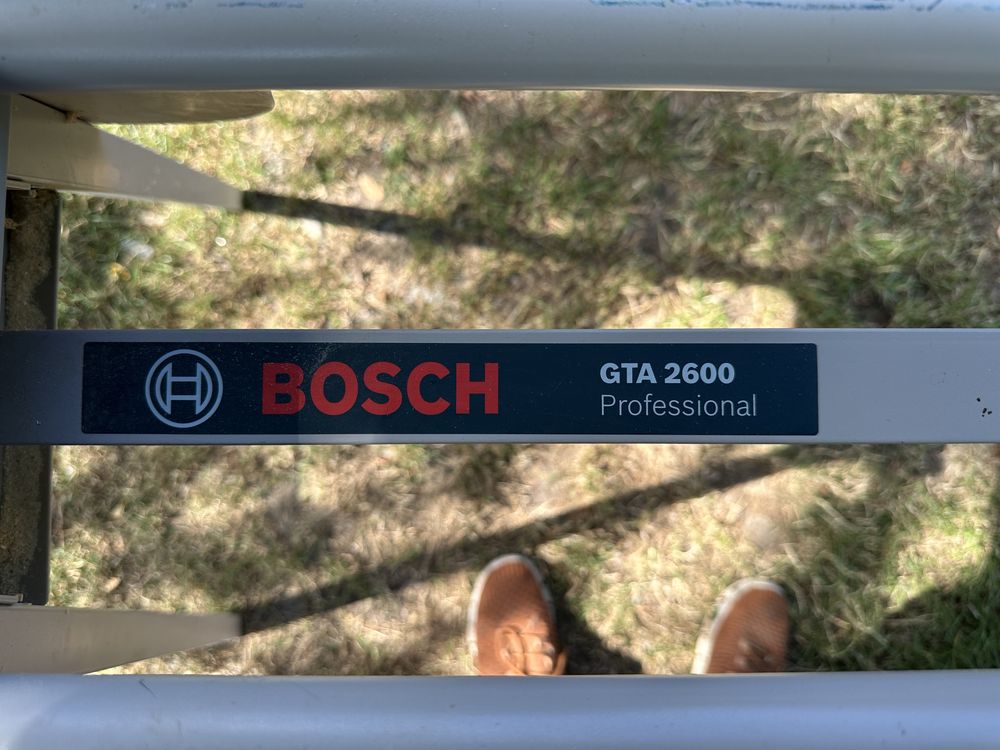 BOSCH
GTA 2600
Professional